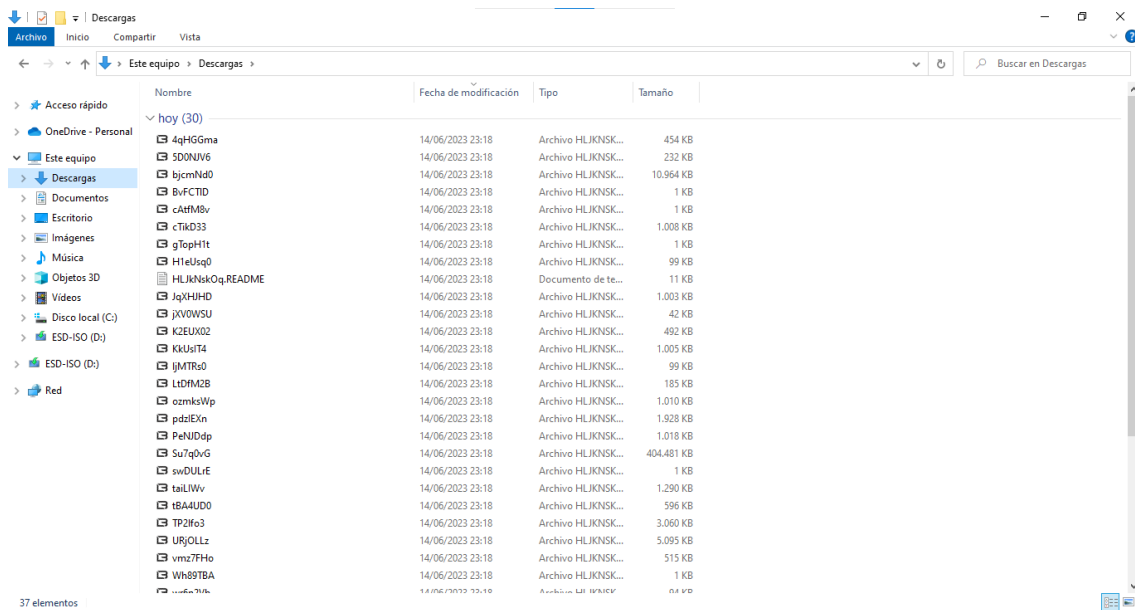 Descargas
Archivo Inicio Compartir Vista
Este equipo > Descargas >
Buscar en Descargas
Nombre Fecha de modificación Tipo Tamaño
Acceso rápido
OneDrive - Personal
Este equipo
Descargas
Documentos
Escritorio
Imágenes
Música
Objetos 3D
Vídeos
Disco local (C:)
ESD-ISO (D:)
ESD-ISO (D:)
Red
hoy (30)
4qHGGma 14/06/2023 23:18 Archivo HLJKNSK... 454 KB
5D0NJV6 14/06/2023 23:18 Archivo HLJKNSK... 232 KB
bjcmNd0 14/06/2023 23:18 Archivo HLJKNSK... 10.964 KB
BvFCTlD 14/06/2023 23:18 Archivo HLJKNSK... 1 KB
cAtfM8v 14/06/2023 23:18 Archivo HLJKNSK... 1 KB
cTikD33 14/06/2023 23:18 Archivo HLJKNSK... 1.008 KB
gTopH1t 14/06/2023 23:18 Archivo HLJKNSK... 1 KB
H1eUsq0 14/06/2023 23:18 Archivo HLJKNSK... 99 KB
HLJkNskOq.README 14/06/2023 23:18 Documento de te... 11 KB
JqXHJHD 14/06/2023 23:18 Archivo HLJKNSK... 1.003 KB
jXV0WSU 14/06/2023 23:18 Archivo HLJKNSK... 42 KB
K2EUX02 14/06/2023 23:18 Archivo HLJKNSK... 492 KB
KkUslT4 14/06/2023 23:18 Archivo HLJKNSK... 1.005 KB
ljMTRs0 14/06/2023 23:18 Archivo HLJKNSK... 99 KB
LtDfM2B 14/06/2023 23:18 Archivo HLJKNSK... 185 KB
ozmksWp 14/06/2023 23:18 Archivo HLJKNSK... 1.010 KB
pdzlEXn 14/06/2023 23:18 Archivo HLJKNSK... 1.928 KB
PeNJDdp 14/06/2023 23:18 Archivo HLJKNSK... 1.018 KB
Su7q0vG 14/06/2023 23:18 Archivo HLJKNSK... 404.481 KB
swDULrE 14/06/2023 23:18 Archivo HLJKNSK... 1 KB
taiLlWv 14/06/2023 23:18 Archivo HLJKNSK... 1.290 KB
tBA4UD0 14/06/2023 23:18 Archivo HLJKNSK... 596 KB
TP2lfo3 14/06/2023 23:18 Archivo HLJKNSK... 3.060 KB
URjOLLz 14/06/2023 23:18 Archivo HLJKNSK... 5.095 KB
vmz7FHo 14/06/2023 23:18 Archivo HLJKNSK... 515 KB
Wh89TBA 14/06/2023 23:18 Archivo HLJKNSK... 1 KB
14/06/2023 23:18 Archivo HLJKNSK... 94 KB
37 elementos